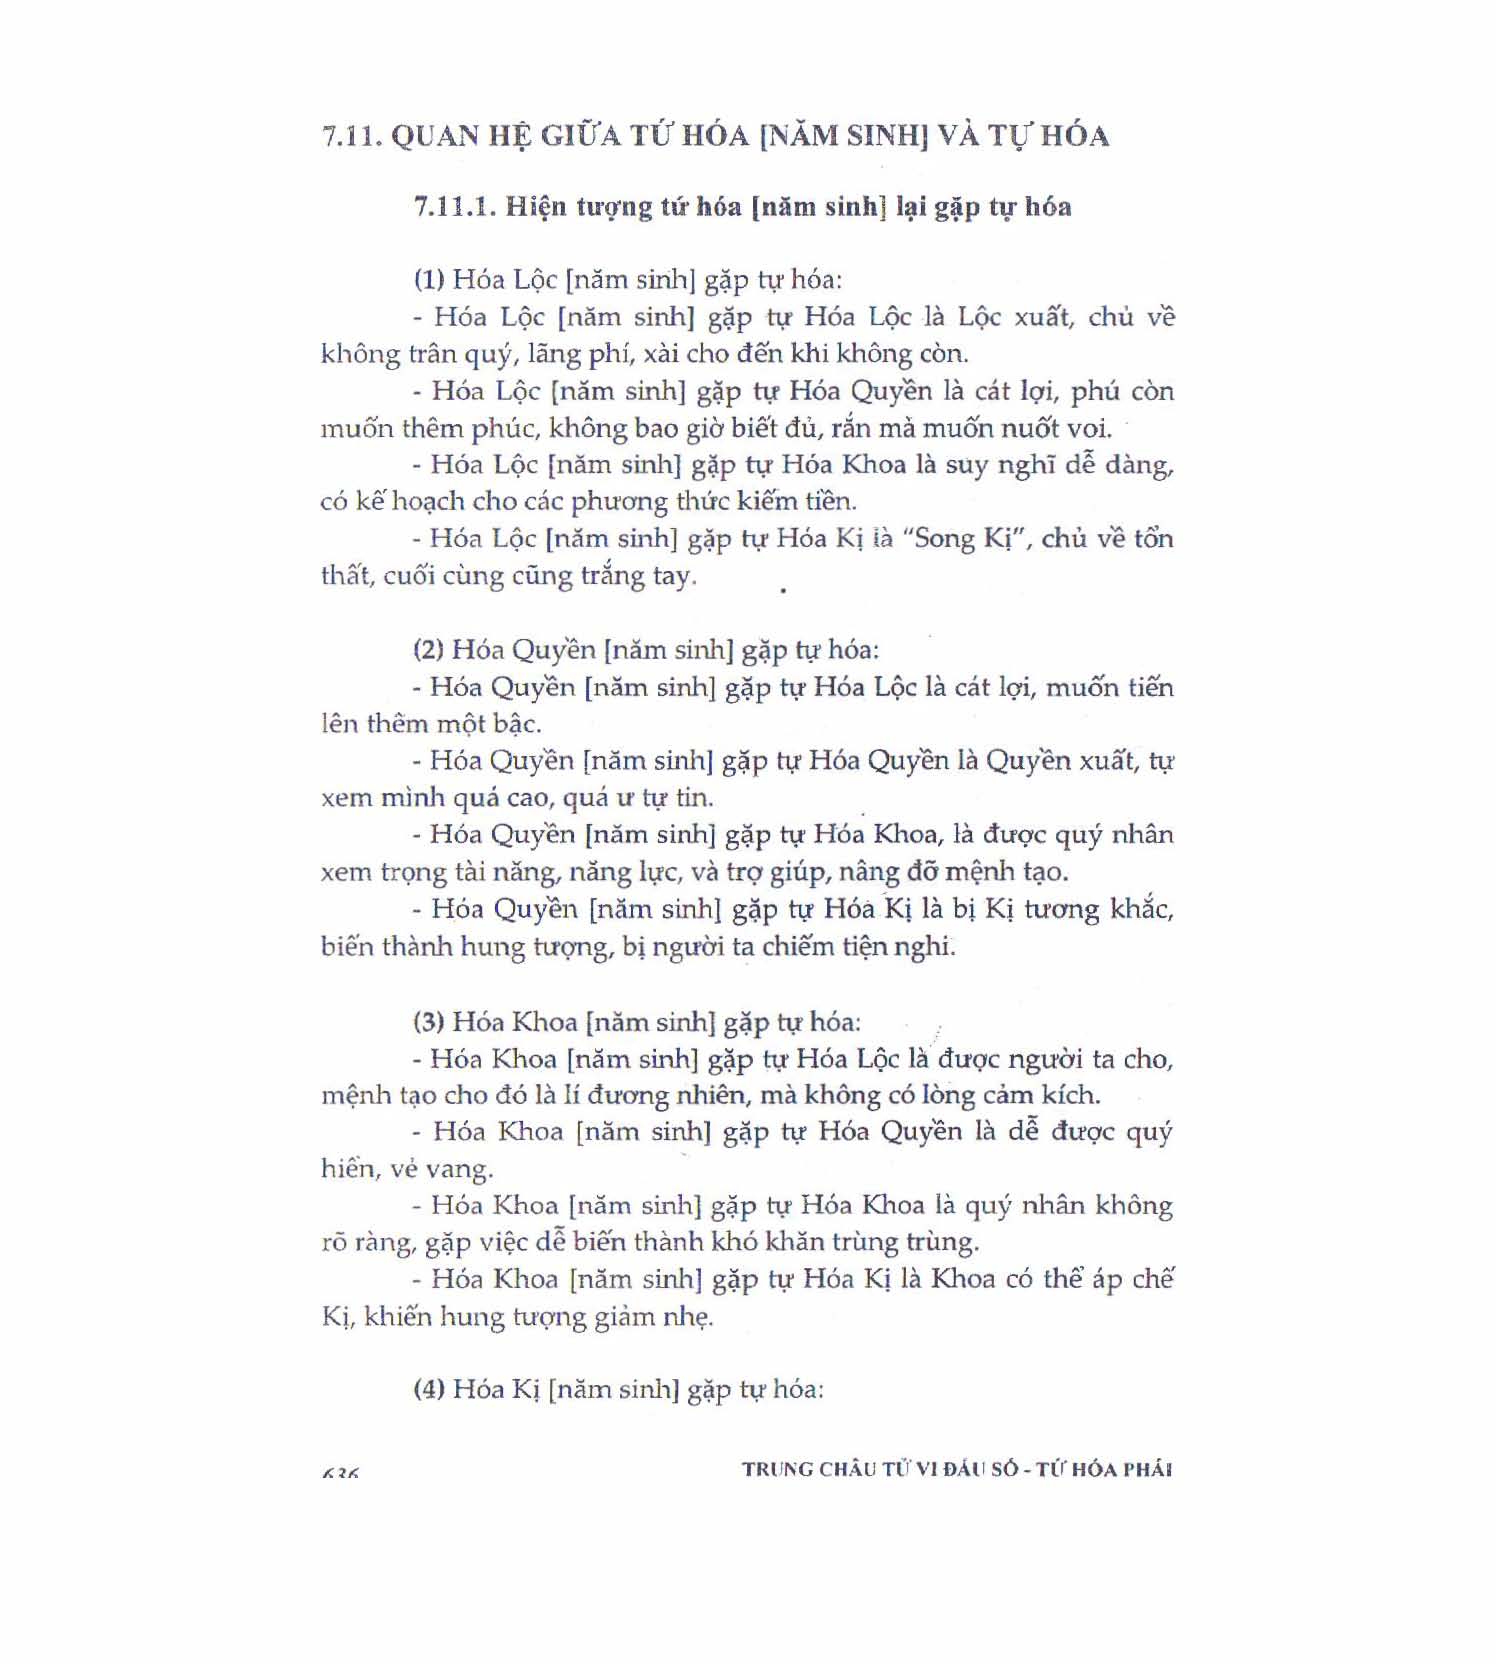 7.11. QUAN HỆ GIỮA TỨ HÓA [NĂM SINH] VÀ TỰ HÓA
7.11.1. Hiện tượng tứ hóa [năm sinh] lại gặp tự hóa
(1) Hóa Lộc [năm sinh] gặp tự hóa:
- Hóa Lộc [năm sinh] gặp tự Hóa Lộc là Lộc xuất, chủ về
không trân quý, lãng phí, xài cho đến khi không còn.
- Hóa Lộc [năm sinh] gặp tự Hóa Quyền là cát lợi, phú còn
muốn thêm phúc, không bao giờ biết đủ, rắn mà muốn nuốt voi.
- Hóa Lộc [năm sinh] gặp tự Hóa Khoa là suy nghĩ dễ dàng,
có kế hoạch cho các phương thức kiếm tiền.
- Hóa Lộc [năm sinh] gặp tự Hóa Kị là "Song Kị", chủ về tổn
thất, cuối cùng cũng trắng tay.
(2) Hóa Quyền [năm sinh] gặp tự hóa:
- Hóa Quyền [năm sinh] gặp tự Hóa Lộc là cát lợi, muốn tiến
lên thêm một bậc.
- Hóa Quyền [năm sinh] gặp tự Hóa Quyền là Quyền xuất, tự
xem mình quá cao, quá ư tự tin.
- Hóa Quyền [năm sinh] gặp tự Hóa Khoa, là được quý nhân
xem trọng tài năng, năng lực, và trợ giúp, nâng đỡ mệnh tạo.
- Hóa Quyền [năm sinh] gặp tự Hóa Kị là bị Kị tương khắc,
biến thành hung tượng, bị người ta chiếm tiện nghi.
(3) Hóa Khoa [năm sinh] gặp tự hóa:
- Hóa Khoa [năm sinh] gặp tự Hóa Lộc là được người ta cho,
mệnh tạo cho đó là lí đương nhiên, mà không có lòng cảm kích.
- Hóa Khoa [năm sinh] gặp tự Hóa Quyền là dễ được quý
hiển, vẻ vang.
- Hóa Khoa [năm sinh] gặp tự Hóa Khoa là quý nhân không
rõ ràng, gặp việc dễ biến thành khó khăn trùng trùng.
- Hóa Khoa [năm sinh] gặp tự Hóa Kị là Khoa có thể áp chế
Kị, khiến hung tượng giảm nhẹ.
(4) Hóa Kị [năm sinh] gặp tự hóa:
636 TRUNG CHÂU TỬ VI ĐẨU SỐ - TỨ HÓA PHÁI